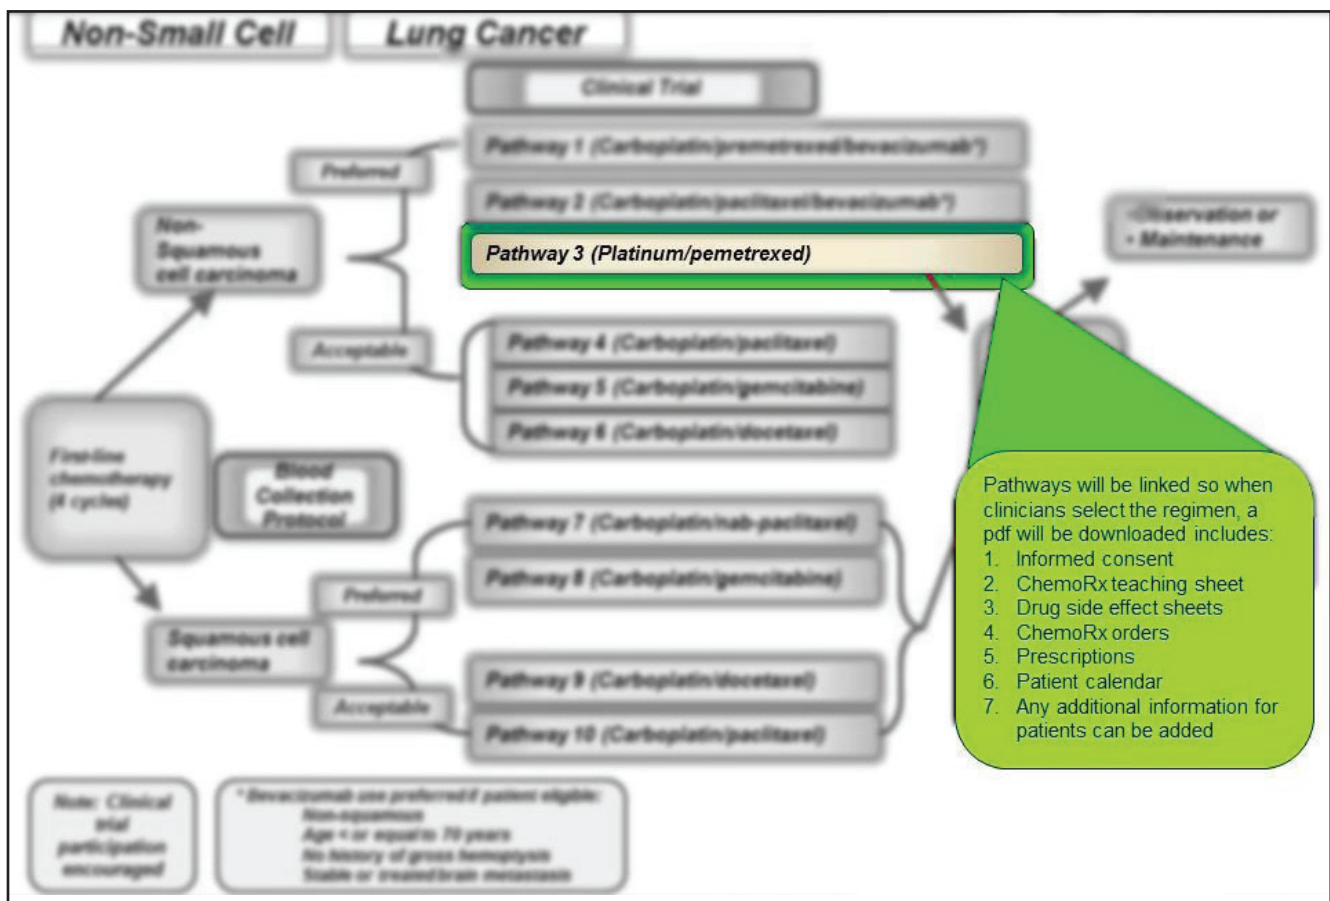 Non-Small Cell
Lung Cancer
Clinical Trial
Pathway 1 (Carboplatin/premetrexed/bevacizumab*)
Preferred
Pathway 2 (Carboplatin/paclitaxel/bevacizumab*)
Non-
Squamous
cell carcinoma
•Observation or
• Maintenance
Pathway 3 (Platinum/pemetrexed)
Acceptable
Pathway 4 (Carboplatin/paclitaxel)
Pathway 5 (Carboplatin/gemcitabine)
Pathway 6 (Carboplatin/docetaxel)
First-line
chemotherapy
(4 cycles)
Blood
Collection
Protocol
Pathway 7 (Carboplatin/nab-paclitaxel)
Pathway 8 (Carboplatin/gemcitabine)
Preferred
Squamous cell
carcinoma
Pathway 9 (Carboplatin/docetaxel)
Acceptable
Pathway 10 (Carboplatin/paclitaxel)
Pathways will be linked so when
clinicians select the regimen, a
pdf will be downloaded includes:
1. Informed consent
2. ChemoRx teaching sheet
3. Drug side effect sheets
4. ChemoRx orders
5. Prescriptions
6. Patient calendar
7. Any additional information for
patients can be added
Note: Clinical
trial
participation
encouraged
* Bevacizumab use preferred if patient eligible:
Non-squamous
Age < or equal to 70 years
No history of gross hemoptysis
Stable or treated brain metastasis